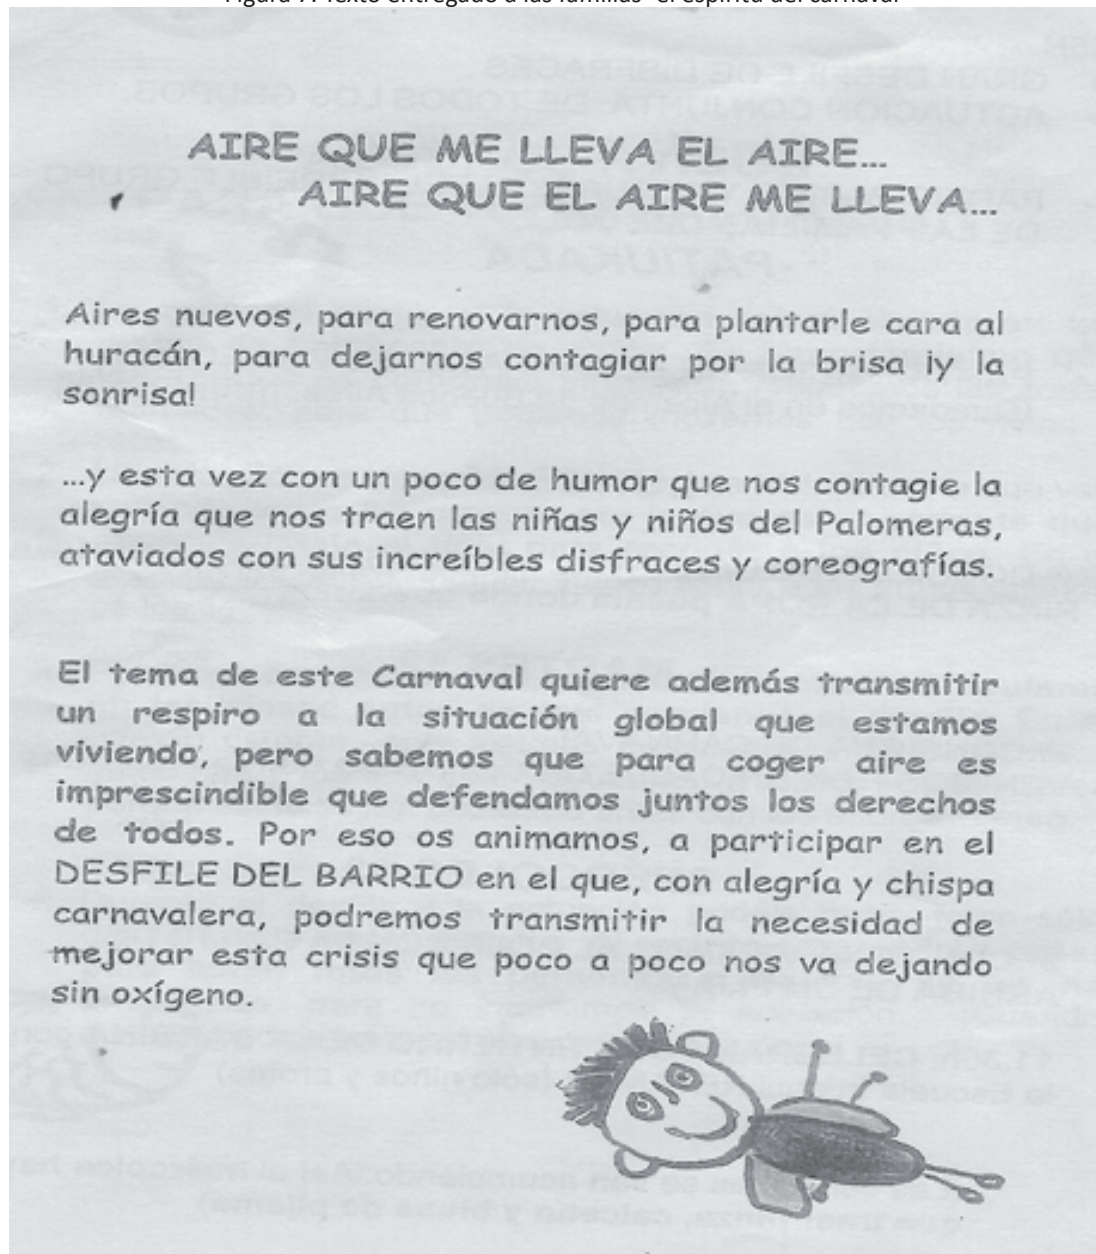 AIRE QUE ME LLEVA EL AIRE...
AIRE QUE EL AIRE ME LLEVA...
Aires nuevos, para renovarnos, para plantarle cara al
huracán, para dejarnos contagiar por la brisa ¡y la
sonrisa!
...y esta vez con un poco de humor que nos contagie la
alegría que nos traen las niñas y niños del Palomeras,
ataviados con sus increíbles disfraces y coreografías.
El tema de este Carnaval quiere además transmitir
un respiro a la situación global que estamos
viviendo, pero sabemos que para coger aire es
imprescindible que defendamos juntos los derechos
de todos. Por eso os animamos, a participar en el
DESFILE DEL BARRIO en el que, con alegría y chispa
carnavalera, podremos transmitir la necesidad de
mejorar esta crisis que poco a poco nos va dejando
sin oxígeno.